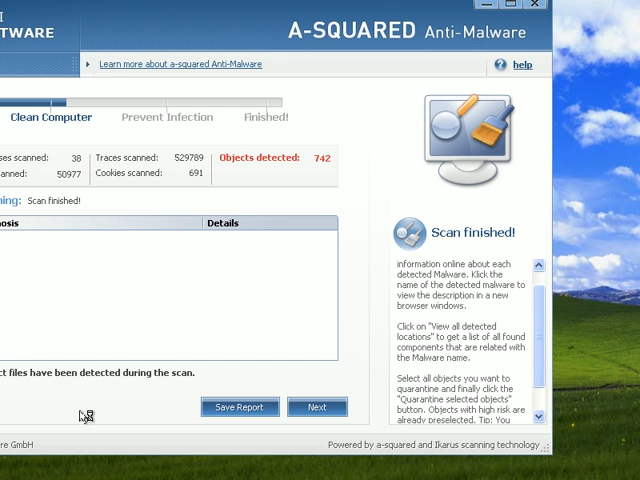 TWARE
A-SQUARED Anti-Malware
Learn more about a-squared Anti-Malware
help
Clean Computer
Prevent Infection
Finished!
ses scanned: 38
Traces scanned: 529789
Objects detected: 742
anned: 50977
Cookies scanned: 691
ning: Scan finished!
nosis
Details
Scan finished!
information online about each
detected Malware. Klick the
name of the detected malware to
view the description in a new
browser windows.
Click on "View all detected
locations" to get a list of all found
components that are related with
the Malware name.
Select all objects you want to
quarantine and finally click the
"Quarantine selected objects"
button. Objects with high risk are
already preselected. Tip: You
ct files have been detected during the scan.
Save Report
Next
re GmbH
Powered by a-squared and Ikarus scanning technology